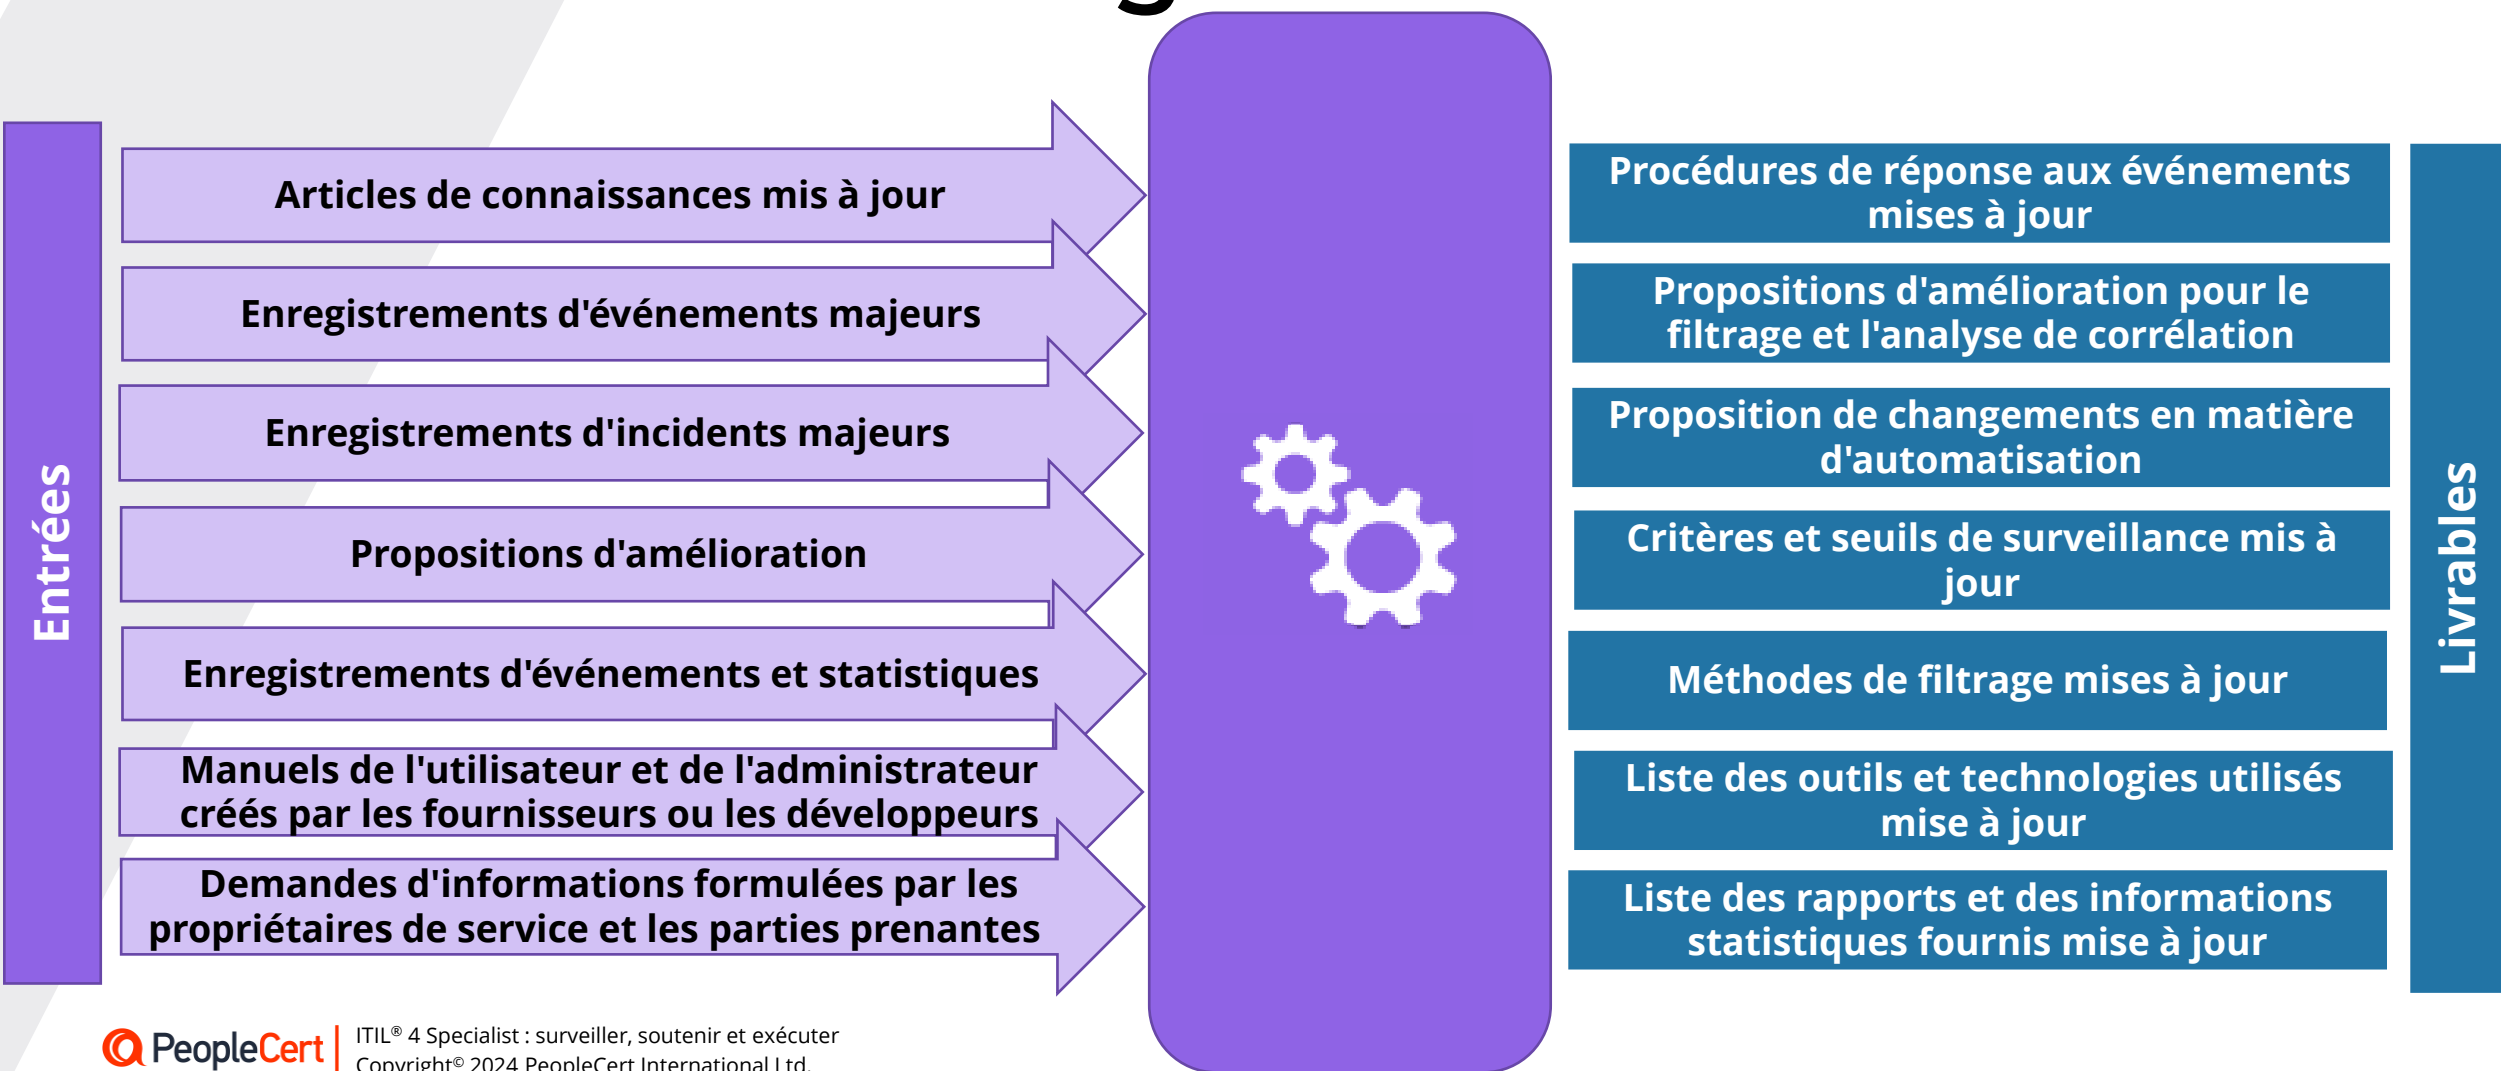 Entrées
Articles de connaissances mis à jour
Enregistrements d'événements majeurs
Enregistrements d'incidents majeurs
Propositions d'amélioration
Enregistrements d'événements et statistiques
Manuels de l'utilisateur et de l'administrateur
créés par les fournisseurs ou les développeurs
Demandes d'informations formulées par les
propriétaires de service et les parties prenantes
Procédures de réponse aux événements
mises à jour
Propositions d'amélioration pour le
filtrage et l'analyse de corrélation
Proposition de changements en matière
d'automatisation
Critères et seuils de surveillance mis à
jour
Méthodes de filtrage mises à jour
Liste des outils et technologies utilisés
mise à jour
Liste des rapports et des informations
statistiques fournis mise à jour
Livrables
PeopleCert
ITIL® 4 Specialist : surveiller, soutenir et exécuter
Copyright© 2024 PeopleCert International Ltd.